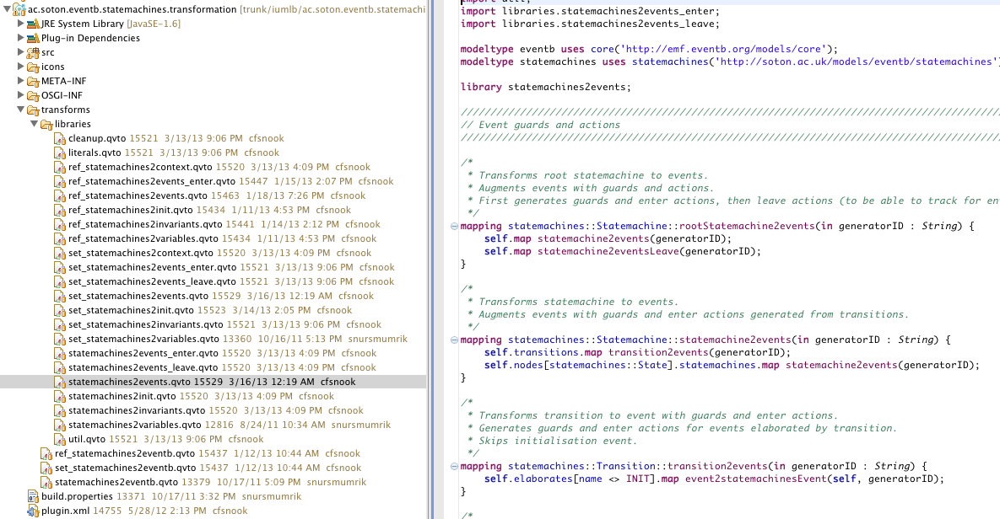 ac.soton.eventb.statemachines.transformation [trunk/iumlb/ac.soton.eventb.statemachi
JRE System Library [JavaSE-1.6]
Plug-in Dependencies
src
icons
META-INF
OSGI-INF
transforms
libraries
cleanup.qvto 15521 3/13/13 9:06 PM cfsnook
literals.qvto 15521 3/13/13 9:06 PM cfsnook
ref_statemachines2context.qvto 15520 3/13/13 4:09 PM cfsnook
ref_statemachines2events_enter.qvto 15447 1/15/13 2:07 PM cfsnook
ref_statemachines2events.qvto 15463 1/18/13 7:26 PM cfsnook
ref_statemachines2init.qvto 15434 1/11/13 4:53 PM cfsnook
ref_statemachines2invariants.qvto 15441 1/14/13 2:12 PM cfsnook
ref_statemachines2variables.qvto 15434 1/11/13 4:53 PM cfsnook
set_statemachines2context.qvto 15520 3/13/13 4:09 PM cfsnook
set_statemachines2events_enter.qvto 15521 3/13/13 9:06 PM cfsnook
set_statemachines2events_leave.qvto 15521 3/13/13 9:06 PM cfsnook
set_statemachines2events.qvto 15529 3/16/13 12:19 AM cfsnook
set_statemachines2init.qvto 15523 3/14/13 2:05 PM cfsnook
set_statemachines2invariants.qvto 15521 3/13/13 9:06 PM cfsnook
set_statemachines2variables.qvto 13360 10/16/11 5:13 PM snursmumrik
statemachines2events_enter.qvto 15520 3/13/13 4:09 PM cfsnook
statemachines2events_leave.qvto 15520 3/13/13 4:09 PM cfsnook
statemachines2events.qvto 15529 3/16/13 12:19 AM cfsnook
statemachines2init.qvto 15520 3/13/13 4:09 PM cfsnook
statemachines2invariants.qvto 15520 3/13/13 4:09 PM cfsnook
statemachines2variables.qvto 12816 8/24/11 10:34 AM snursmumrik
util.qvto 15521 3/13/13 9:06 PM cfsnook
ref_statemachines2eventb.qvto 15437 1/12/13 10:44 AM cfsnook
set_statemachines2eventb.qvto 15437 1/12/13 10:44 AM cfsnook
statemachines2eventb.qvto 13379 10/17/11 5:09 PM snursmumrik
build.properties 13371 10/17/11 3:32 PM snursmumrik
plugin.xml 14755 5/28/12 2:13 PM cfsnook
import libraries.statemachines2events_enter;
import libraries.statemachines2events_leave;
modeltype eventb uses core('http://emf.eventb.org/models/core');
modeltype statemachines uses statemachines('http://soton.ac.uk/models/eventb/statemachines'
library statemachines2events;
///////////////////////////////////////////////////////////////////////////////////////////
// Event guards and actions
///////////////////////////////////////////////////////////////////////////////////////////
/*
* Transforms root statemachine to events.
* Augments events with guards and actions.
* First generates guards and enter actions, then leave actions (to be able to track for en
*/
mapping statemachines::Statemachine::rootStatemachine2events(in generatorID : String) {
self.map statemachine2events(generatorID);
self.map statemachine2eventsLeave(generatorID);
}
/*
* Transforms statemachine to events.
* Augments events with guards and enter actions generated from transitions.
*/
mapping statemachines::Statemachine::statemachine2events(in generatorID : String) {
self.transitions.map transition2events(generatorID);
self.nodes[statemachines::State].statemachines.map statemachine2events(generatorID);
}
/*
* Transforms transition to event with guards and enter actions.
* Generates guards and enter actions for events elaborated by transition.
* Skips initialisation event.
*/
mapping statemachines::Transition::transition2events(in generatorID : String) {
self.elaborates[name <> INIT].map event2statemachinesEvent(self, generatorID);
}
/*